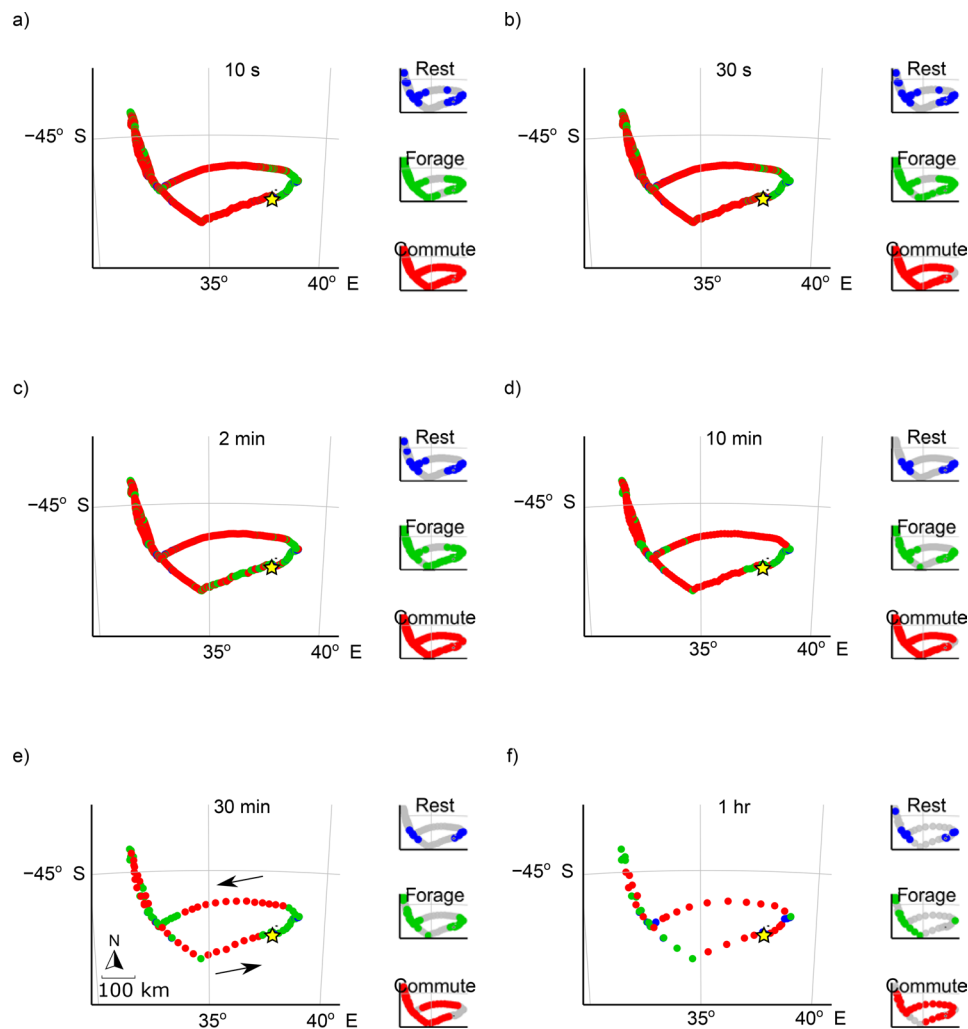 a)
10 s
−45° S
35°
40° E
Rest
Forage
Commute
b)
30 s
−45° S
35°
40° E
Rest
Forage
Commute
c)
2 min
−45° S
35°
40° E
Rest
Forage
Commute
d)
10 min
−45° S
35°
40° E
Rest
Forage
Commute
e)
30 min
−45° S
N
100 km
35°
40° E
Rest
Forage
Commute
f)
1 hr
−45° S
35°
40° E
Rest
Forage
Commute